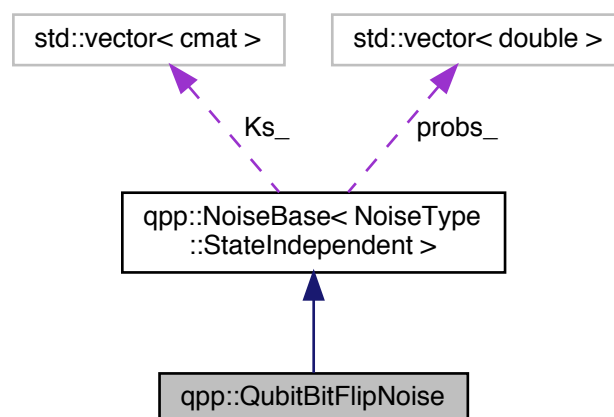 std::vector< cmat >
std::vector< double >
Ks_
probs_
qpp::NoiseBase< NoiseType
::StateIndependent >
qpp::QubitBitFlipNoise